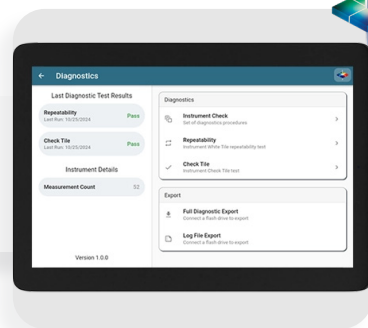 Diagnostics
Last Diagnostic Test Results
Repeatability
Last Run: 10/25/2024
Pass
Check Tile
Last Run: 10/25/2024
Pass
Instrument Details
Measurement Count
52
Version 1.0.0
Diagnostics
Instrument Check
Set of diagnostics procedures
Repeatability
Instrument White Tile repeatability test
Check Tile
Instrument Check Tile test
Export
Full Diagnostic Export
Connect a flash drive to export
Log File Export
Connect a flash drive to export